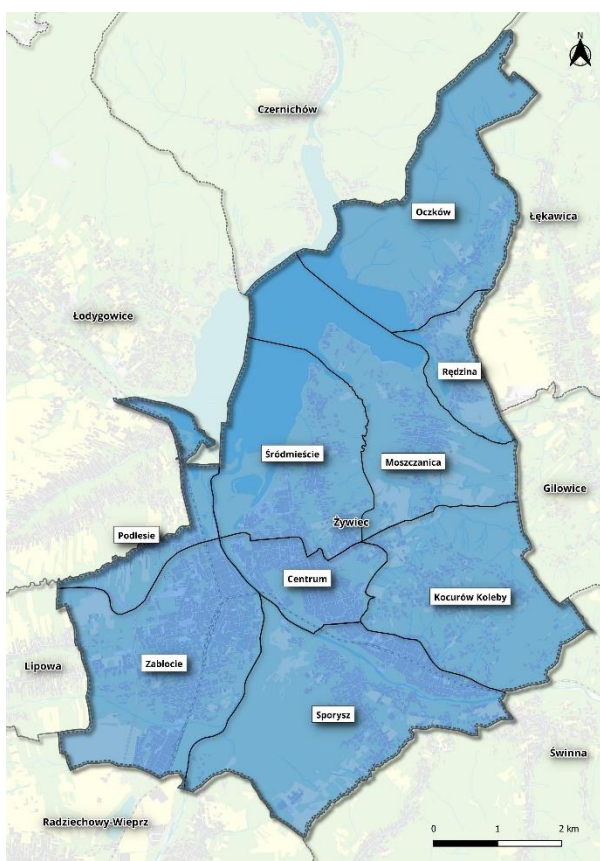 N
Czernichów
Oczków
Łękawica
Łodygowice
Rędzina
Śródmieście
Moszczanica
Gilowice
Żywiec
Podlesie
Centrum
Kocurów Koleby
Zabłocie
Lipowa
Sporysz
Świnna
Radziechowy-Wieprz
0 1 2 km